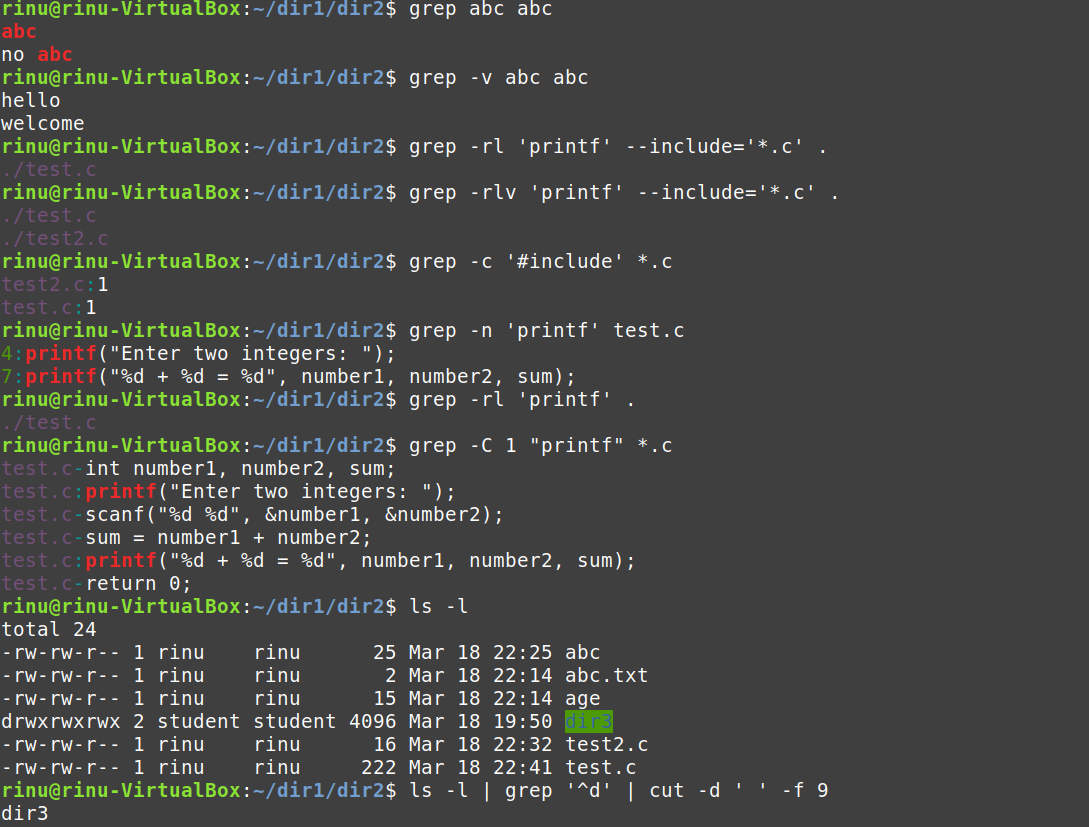 rinu@rinu-VirtualBox:~/dir1/dir2$ grep abc abc
abc
no abc
rinu@rinu-VirtualBox:~/dir1/dir2$ grep -v abc abc
hello
welcome
rinu@rinu-VirtualBox:~/dir1/dir2$ grep -rl 'printf' --include='*.c' .
./test.c
rinu@rinu-VirtualBox:~/dir1/dir2$ grep -rlv 'printf' --include='*.c' .
./test.c
./test2.c
rinu@rinu-VirtualBox:~/dir1/dir2$ grep -c '#include' *.c
test2.c:1
test.c:1
rinu@rinu-VirtualBox:~/dir1/dir2$ grep -n 'printf' test.c
4:printf("Enter two integers: ");
7:printf("%d + %d = %d", number1, number2, sum);
rinu@rinu-VirtualBox:~/dir1/dir2$ grep -rl 'printf' .
./test.c
rinu@rinu-VirtualBox:~/dir1/dir2$ grep -C 1 "printf" *.c
test.c-int number1, number2, sum;
test.c:printf("Enter two integers: ");
test.c-scanf("%d %d", &number1, &number2);
test.c-sum = number1 + number2;
test.c:printf("%d + %d = %d", number1, number2, sum);
test.c-return 0;
rinu@rinu-VirtualBox:~/dir1/dir2$ ls -l
total 24
-rw-rw-r-- 1 rinu    rinu      25 Mar 18 22:25 abc
-rw-rw-r-- 1 rinu    rinu       2 Mar 18 22:14 abc.txt
-rw-rw-r-- 1 rinu    rinu      15 Mar 18 22:14 age
drwxrwxrwx 2 student student 4096 Mar 18 19:50 dir3
-rw-rw-r-- 1 rinu    rinu      16 Mar 18 22:32 test2.c
-rw-rw-r-- 1 rinu    rinu     222 Mar 18 22:41 test.c
rinu@rinu-VirtualBox:~/dir1/dir2$ ls -l | grep '^d' | cut -d ' ' -f 9
dir3